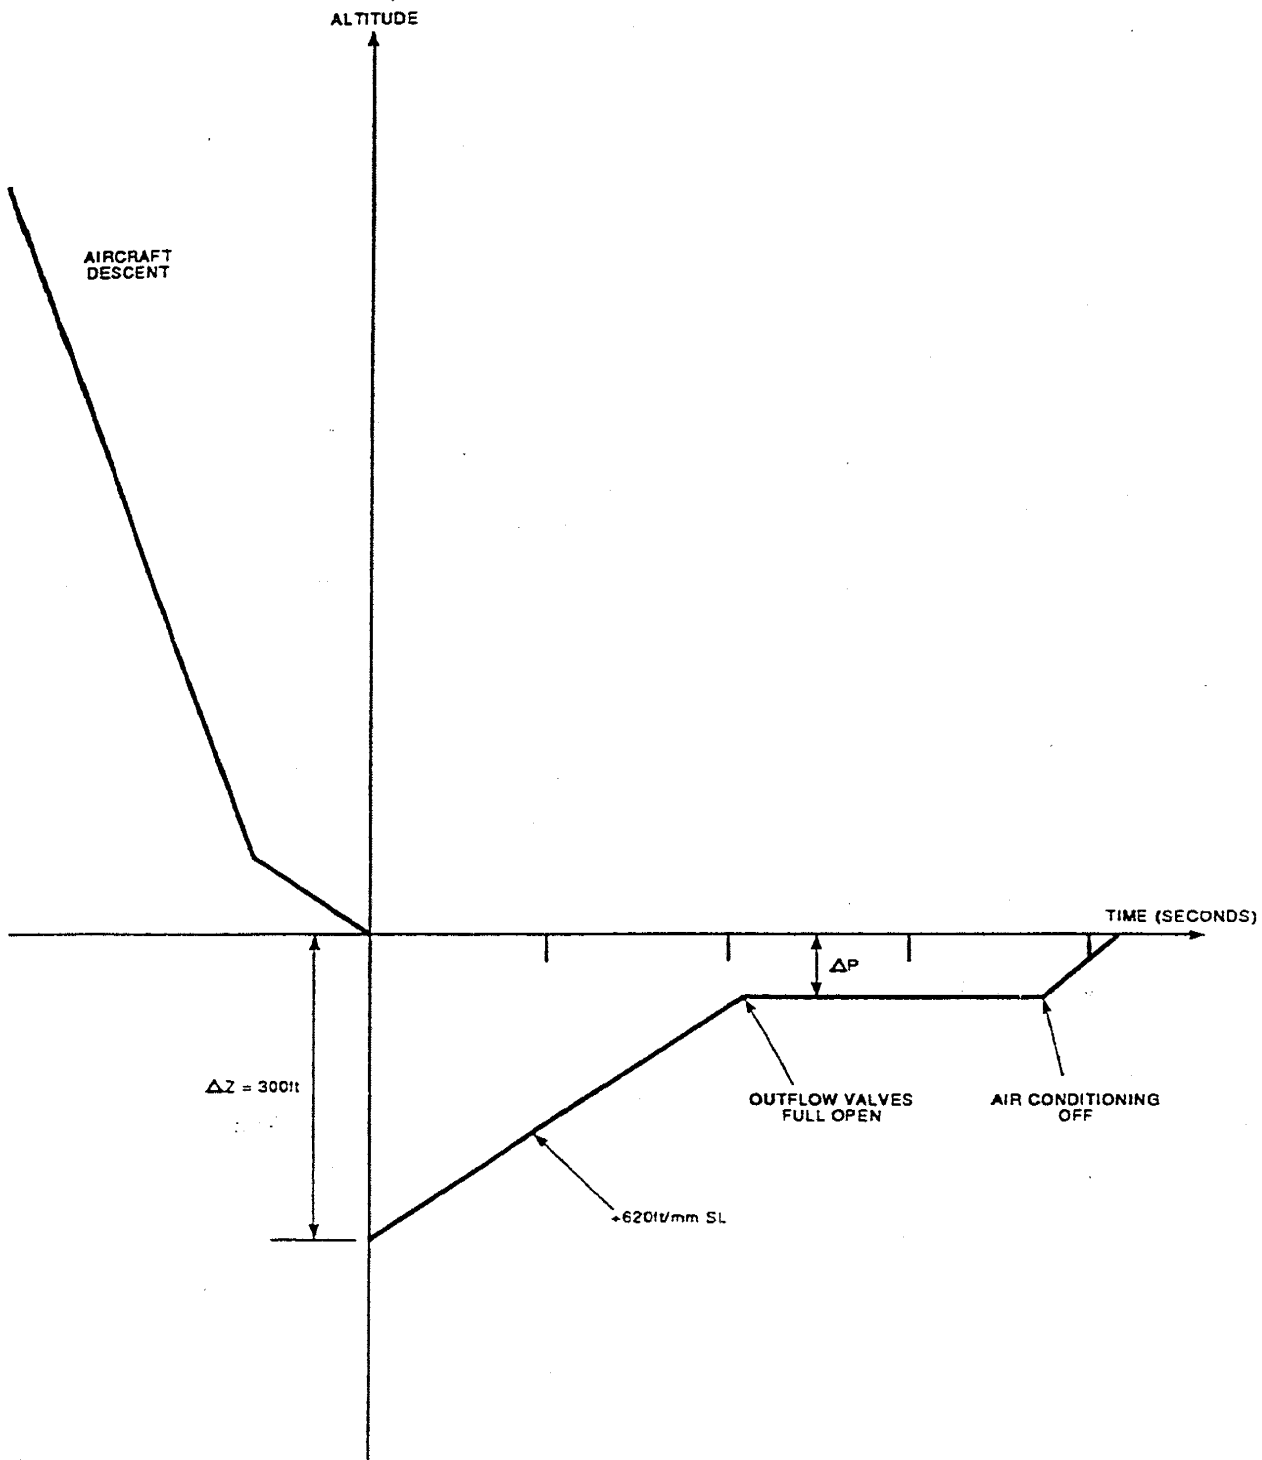 ALTITUDE
AIRCRAFT
DESCENT
TIME (SECONDS)
ΔP
ΔZ = 300ft
OUTFLOW VALVES
FULL OPEN
AIR CONDITIONING
OFF
+620ft/mm SL